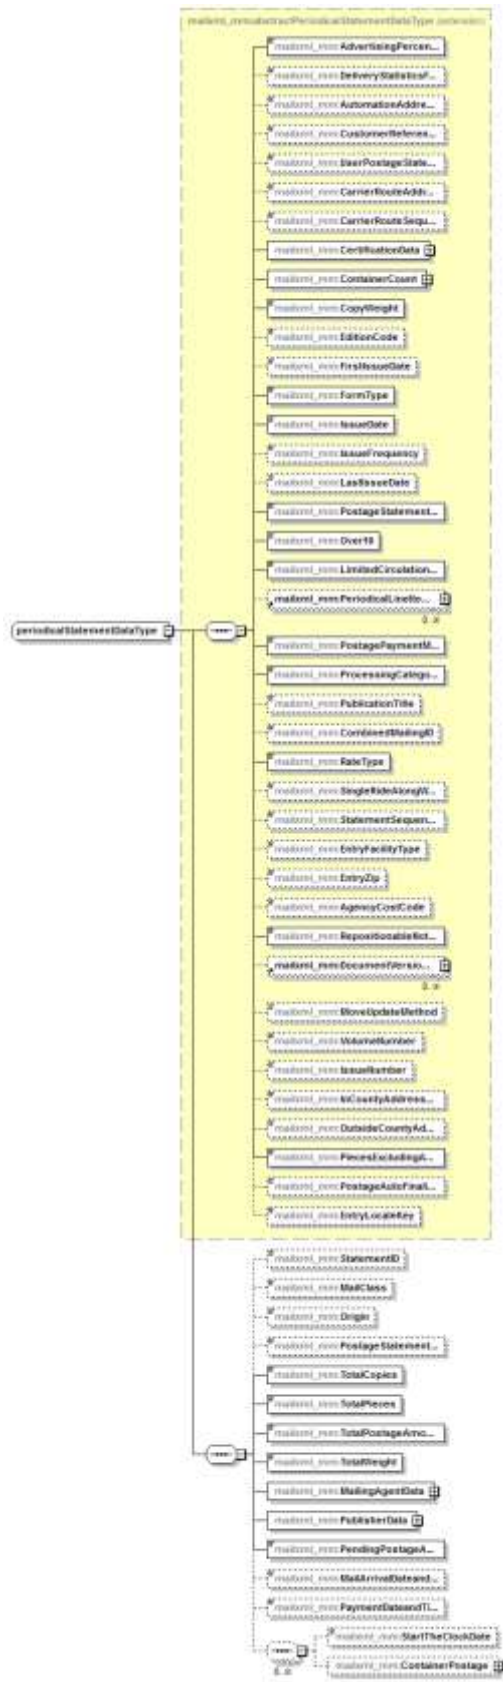 mailxml_mm:abstractPeriodicalStatementDataType (extension)
mailxml_mm:AdvertisingPercen...
mailxml_mm:DeliveryStatisticsF...
mailxml_mm:AutomationAddre...
mailxml_mm:CustomerReferen...
mailxml_mm:UserPostageState...
mailxml_mm:CarrierRouteAddr...
mailxml_mm:CarrierRouteSequ...
mailxml_mm:CertificationData
mailxml_mm:ContainerCount
mailxml_mm:CopyWeight
mailxml_mm:EditionCode
mailxml_mm:FirstIssueDate
mailxml_mm:FormType
mailxml_mm:IssueDate
mailxml_mm:IssueFrequency
mailxml_mm:LastIssueDate
mailxml_mm:PostageStatement...
mailxml_mm:Over10
mailxml_mm:LimitedCirculation...
mailxml_mm:PeriodicalLineIte...
0..∞
periodicalStatementDataType
mailxml_mm:PostagePaymentM...
mailxml_mm:ProcessingCatego...
mailxml_mm:PublicationTitle
mailxml_mm:CombinedMailingID
mailxml_mm:RateType
mailxml_mm:SingleRideAlongW...
mailxml_mm:StatementSequen...
mailxml_mm:EntryFacilityType
mailxml_mm:EntryZip
mailxml_mm:AgencyCostCode
mailxml_mm:RepositionableNot...
mailxml_mm:DocumentVersio...
0..∞
mailxml_mm:MoveUpdateMethod
mailxml_mm:VolumeNumber
mailxml_mm:IssueNumber
mailxml_mm:InCountyAddress...
mailxml_mm:OutsideCountyAd...
mailxml_mm:PiecesExcludingA...
mailxml_mm:PostageAutoFinali...
mailxml_mm:EntryLocaleKey
mailxml_mm:StatementID
mailxml_mm:MailClass
mailxml_mm:Origin
mailxml_mm:PostageStatement...
mailxml_mm:TotalCopies
mailxml_mm:TotalPieces
mailxml_mm:TotalPostageAmo...
mailxml_mm:TotalWeight
mailxml_mm:MailingAgentData
mailxml_mm:PublisherData
mailxml_mm:PendingPostageA...
mailxml_mm:MailArrivalDateand...
mailxml_mm:PaymentDateandTi...
mailxml_mm:StartTheClockDate
0..∞
mailxml_mm:ContainerPostage